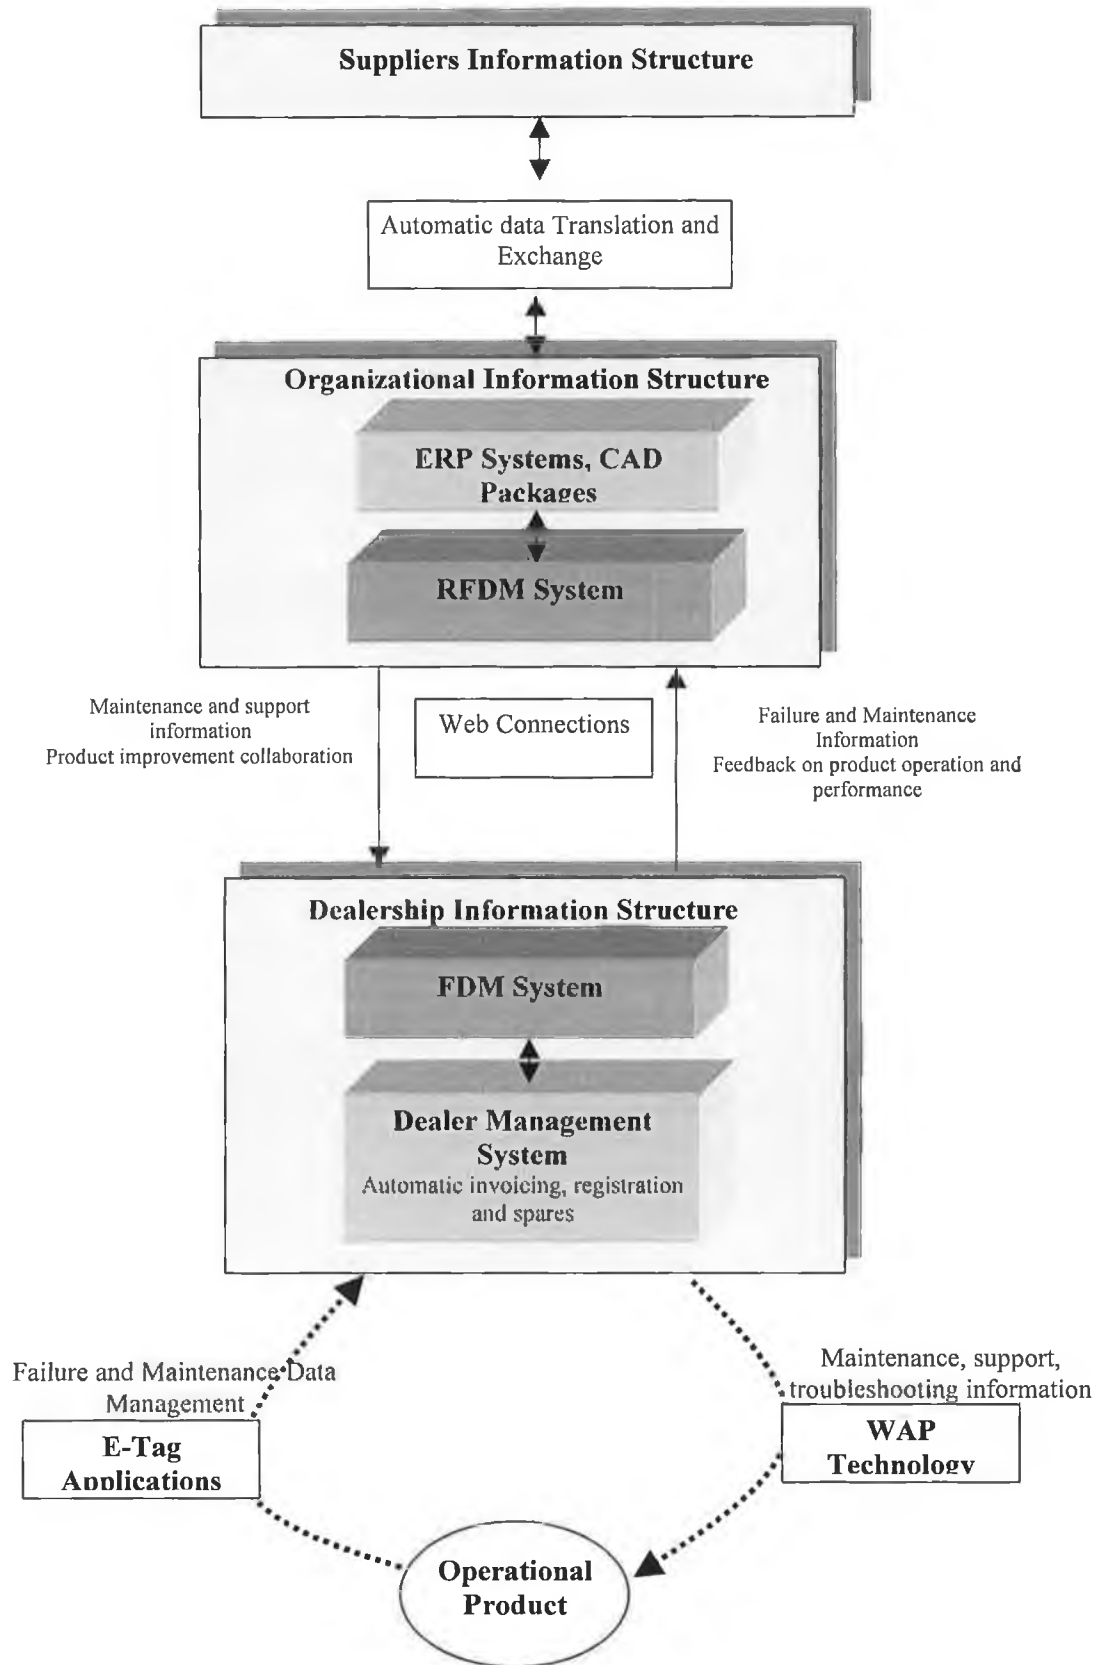 Suppliers Information Structure
Automatic data Translation and
Exchange
Organizational Information Structure
ERP Systems, CAD
Packages
RFDM System
Maintenance and support
information
Product improvement collaboration
Web Connections
Failure and Maintenance
Information
Feedback on product operation and
performance
Dealership Information Structure
FDM System
Dealer Management
System
Automatic invoicing, registration
and spares
Failure and Maintenance Data
Management
E-Tag
Applications
Maintenance, support,
troubleshooting information
WAP
Technology
Operational
Product